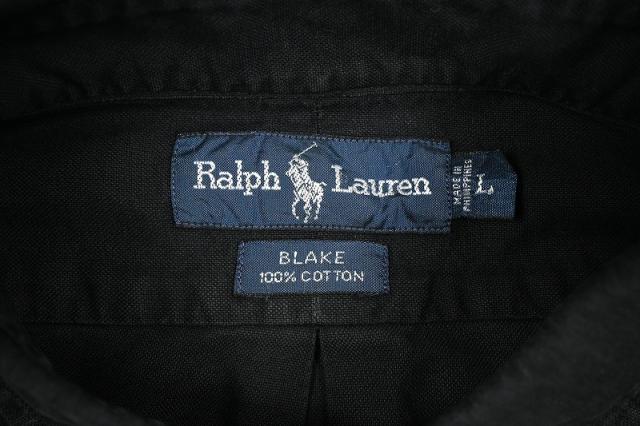 Ralph Lauren
MADE IN
PHILIPPINES
L
BLAKE
100% COTTON